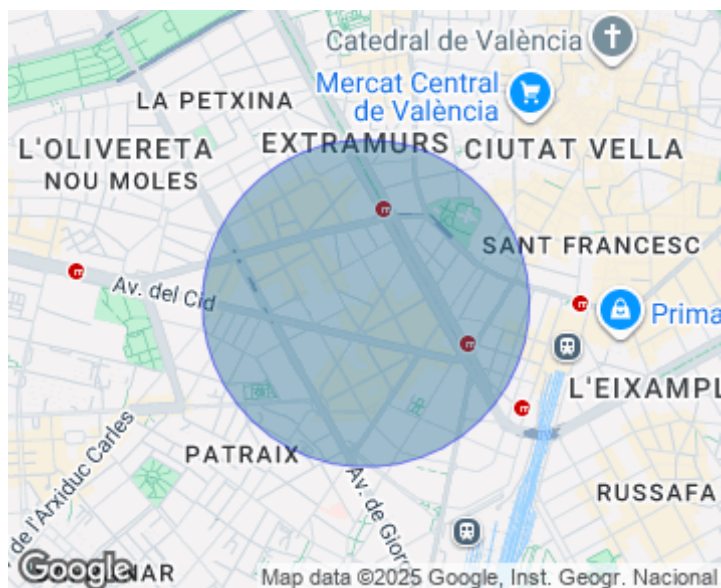 Catedral de València
Mercat Central
de València
LA PETXINA
EXTRAMURS
CIUTAT VELLA
L'OLIVERETA
NOU MOLES
SANT FRANCESC
Av. del Cid
Prima
L'EIXAMPL
de l'Arxiduc Carles
PATRAIX
Av. de Gior
RUSSAFA
Google
NAR
Map data ©2025 Google, Inst. Geogr. Nacional